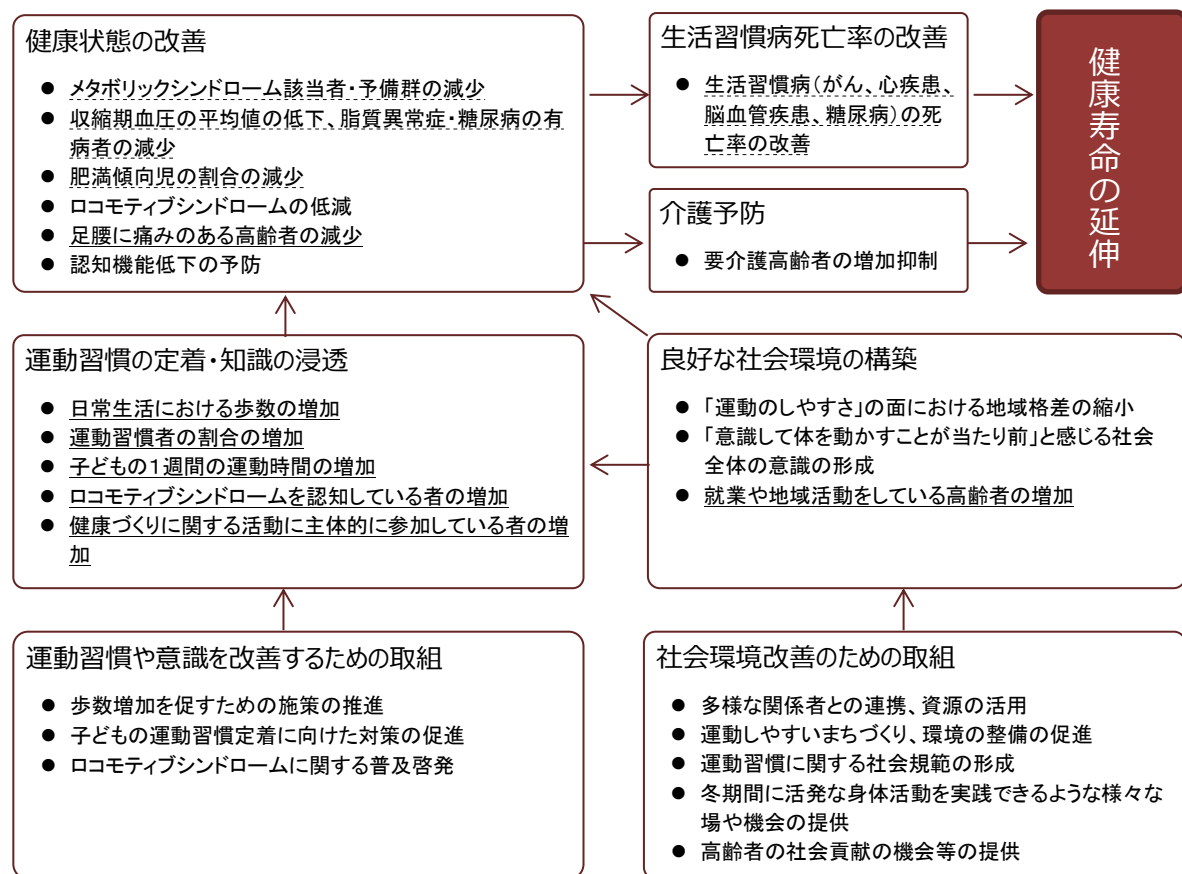 健康状態の改善
● メタボリックシンドローム該当者・予備群の減少
● 収縮期血圧の平均値の低下、脂質異常症・糖尿病の有
病者の減少
● 肥満傾向児の割合の減少
● ロコモティブシンドロームの低減
● 足腰に痛みのある高齢者の減少
● 認知機能低下の予防
生活習慣病死亡率の改善
● 生活習慣病(がん、心疾患、
脳血管疾患、糖尿病)の死
亡率の改善
介護予防
● 要介護高齢者の増加抑制
健康寿命の延伸
運動習慣の定着・知識の浸透
● 日常生活における歩数の増加
● 運動習慣者の割合の増加
● 子どもの1週間の運動時間の増加
● ロコモティブシンドロームを認知している者の増加
● 健康づくりに関する活動に主体的に参加している者の増
加
良好な社会環境の構築
● 「運動のしやすさ」の面における地域格差の縮小
● 「意識して体を動かすことが当たり前」と感じる社会
全体の意識の形成
● 就業や地域活動をしている高齢者の増加
運動習慣や意識を改善するための取組
● 歩数増加を促すための施策の推進
● 子どもの運動習慣定着に向けた対策の促進
● ロコモティブシンドロームに関する普及啓発
社会環境改善のための取組
● 多様な関係者との連携、資源の活用
● 運動しやすいまちづくり、環境の整備の促進
● 運動習慣に関する社会規範の形成
● 冬期間に活発な身体活動を実践できるような様々な
場や機会の提供
● 高齢者の社会貢献の機会等の提供